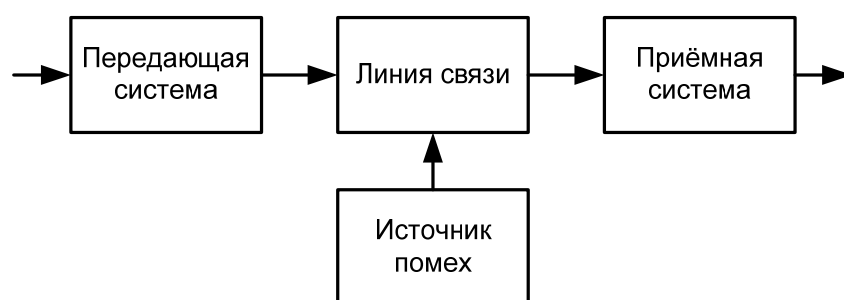 Передающая
система
Линия связи
Приёмная
система
Источник
помех